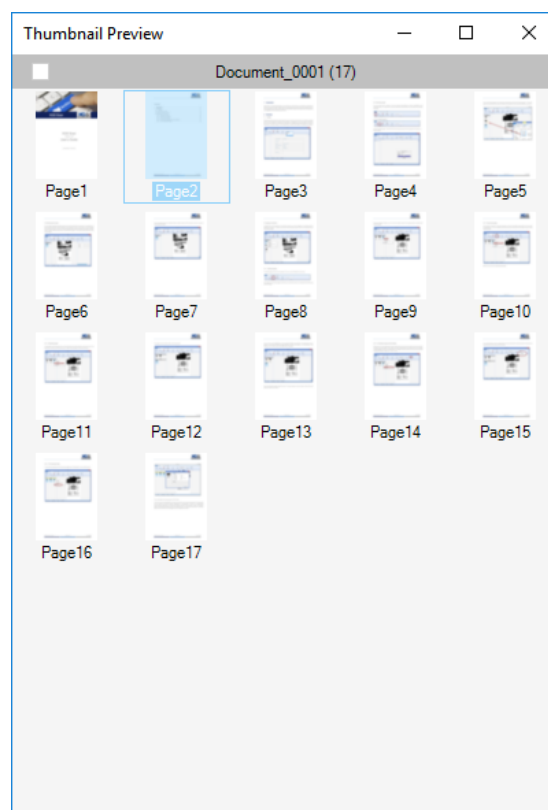 Thumbnail Preview
Document_0001 (17)
Page1 Page2 Page3 Page4 Page5
Page6 Page7 Page8 Page9 Page10
Page11 Page12 Page13 Page14 Page15
Page16 Page17